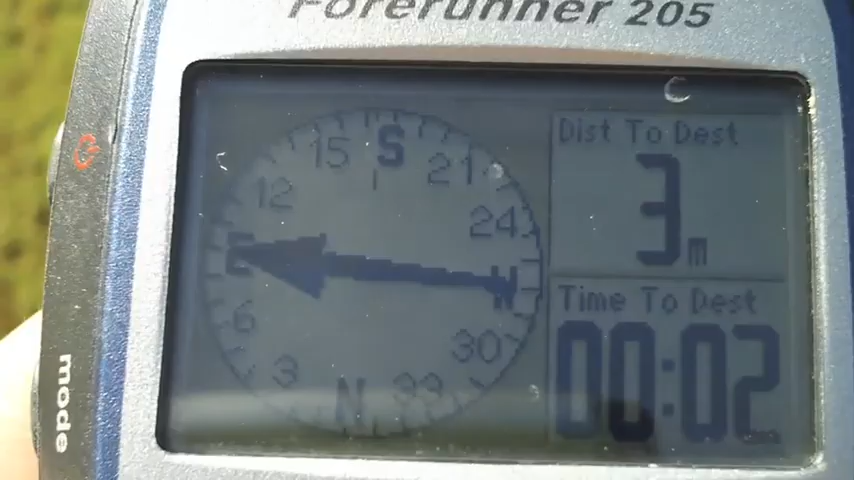 Forerunner 205
15 S 21
12 24
E W
6 30
3 N 33
Dist To Dest
3m
Time To Dest
00:02
mode